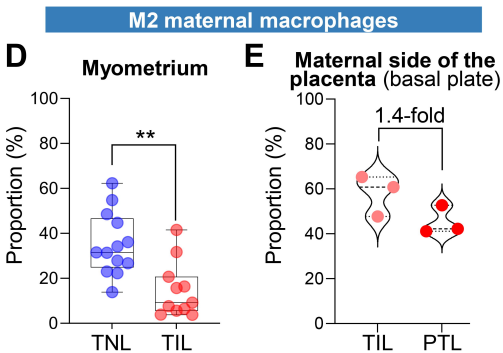 M2 maternal macrophages
D
Myometrium
Proportion (%)
100
80
60
40
20
0
**
TNL
TIL
E
Maternal side of the
placenta (basal plate)
Proportion (%)
100
80
60
40
20
0
1.4-fold
TIL
PTL